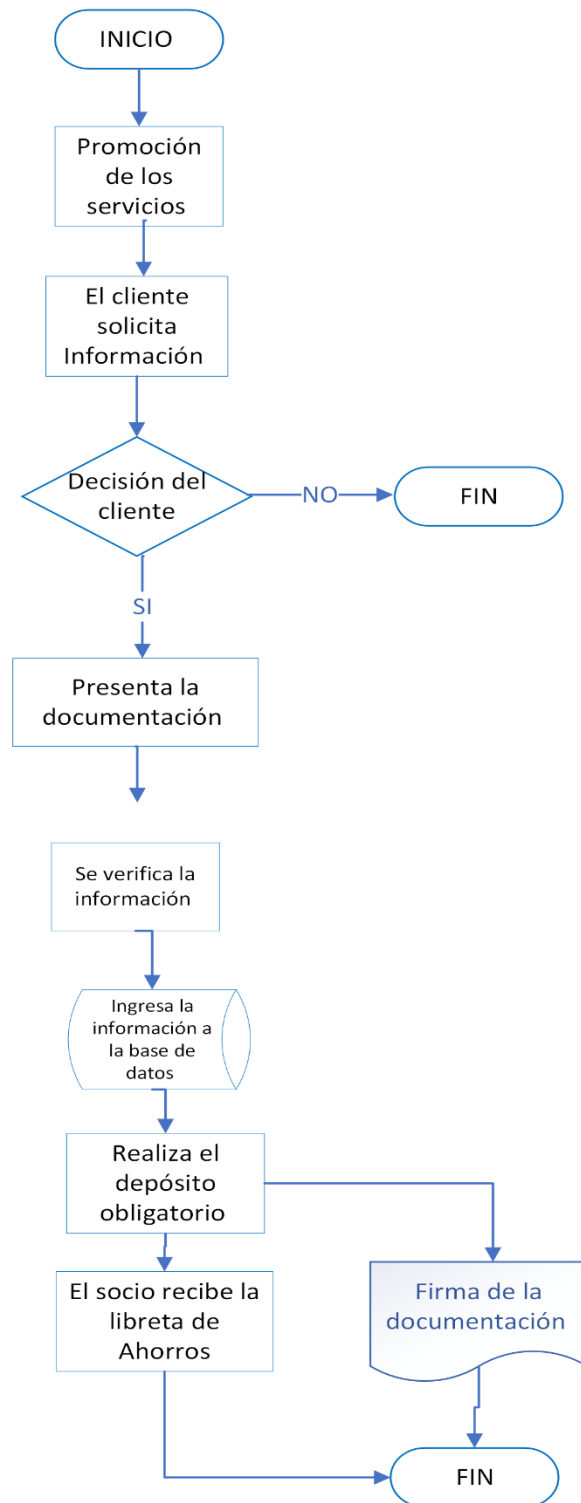 INICIO
Promoción
de los
servicios
El cliente
solicita
Información
Decisión del
cliente
NO
FIN
SI
Presenta la
documentación
Se verifica la
información
Ingresa la
información a
la base de
datos
Realiza el
depósito
obligatorio
El socio recibe la
libreta de
Ahorros
Firma de la
documentación
FIN